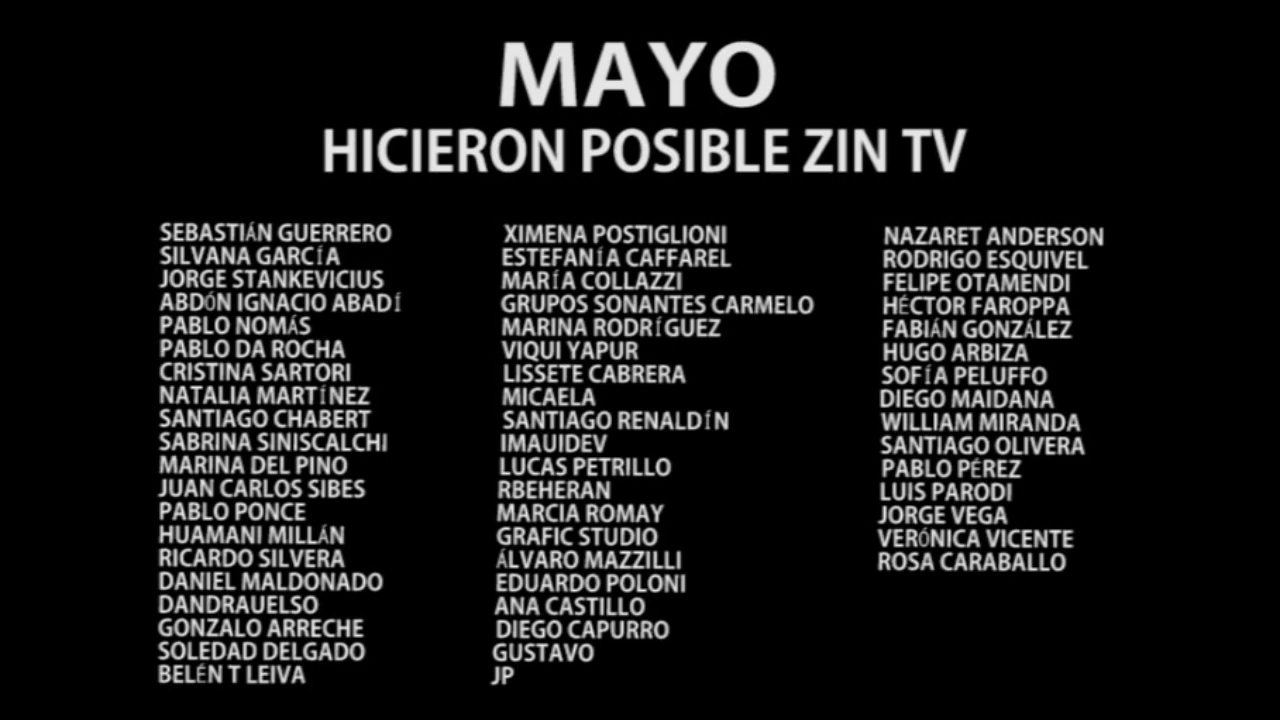 MAYO
HICIERON POSIBLE ZIN TV
SEBASTIÁN GUERRERO
SILVANA GARCÍA
JORGE STANKEVICIUS
ABDÓN IGNACIO ABADÍ
PABLO NOMÁS
PABLO DA ROCHA
CRISTINA SARTORI
NATALIA MARTÍNEZ
SANTIAGO CHABERT
SABRINA SINISCALCHI
MARINA DEL PINO
JUAN CARLOS SIBES
PABLO PONCE
HUAMANI MILLÁN
RICARDO SILVERA
DANIEL MALDONADO
DANDRAUELSO
GONZALO ARRECHE
SOLEDAD DELGADO
BELÉN T LEIVA
XIMENA POSTIGLIONI
ESTEFANÍA CAFFAREL
MARÍA COLLAZZI
GRUPOS SONANTES CARMELO
MARINA RODRÍGUEZ
VIQUI YAPUR
LISSETE CABRERA
MICAELA
SANTIAGO RENALDÍN
IMAUIDEV
LUCAS PETRILLO
RBEHERAN
MARCIA ROMAY
GRAFIC STUDIO
ÁLVARO MAZZILLI
EDUARDO POLONI
ANA CASTILLO
DIEGO CAPURRO
GUSTAVO
JP
NAZARET ANDERSON
RODRIGO ESQUIVEL
FELIPE OTAMENDI
HÉCTOR FAROPPA
FABIÁN GONZÁLEZ
HUGO ARBIZA
SOFÍA PELUFFO
DIEGO MAIDANA
WILLIAM MIRANDA
SANTIAGO OLIVERA
PABLO PÉREZ
LUIS PARODI
JORGE VEGA
VERÓNICA VICENTE
ROSA CARABALLO